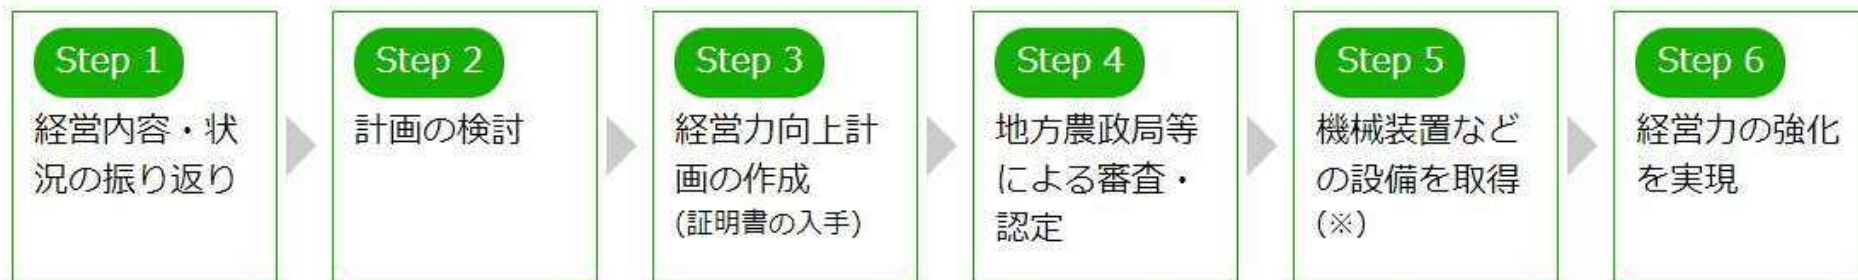 Step 1
経営内容・状
況の振り返り
Step 2
計画の検討
Step 3
経営力向上計
画の作成
(証明書の入手)
Step 4
地方農政局等
による審査・
認定
Step 5
機械装置など
の設備を取得
(※)
Step 6
経営力の強化
を実現